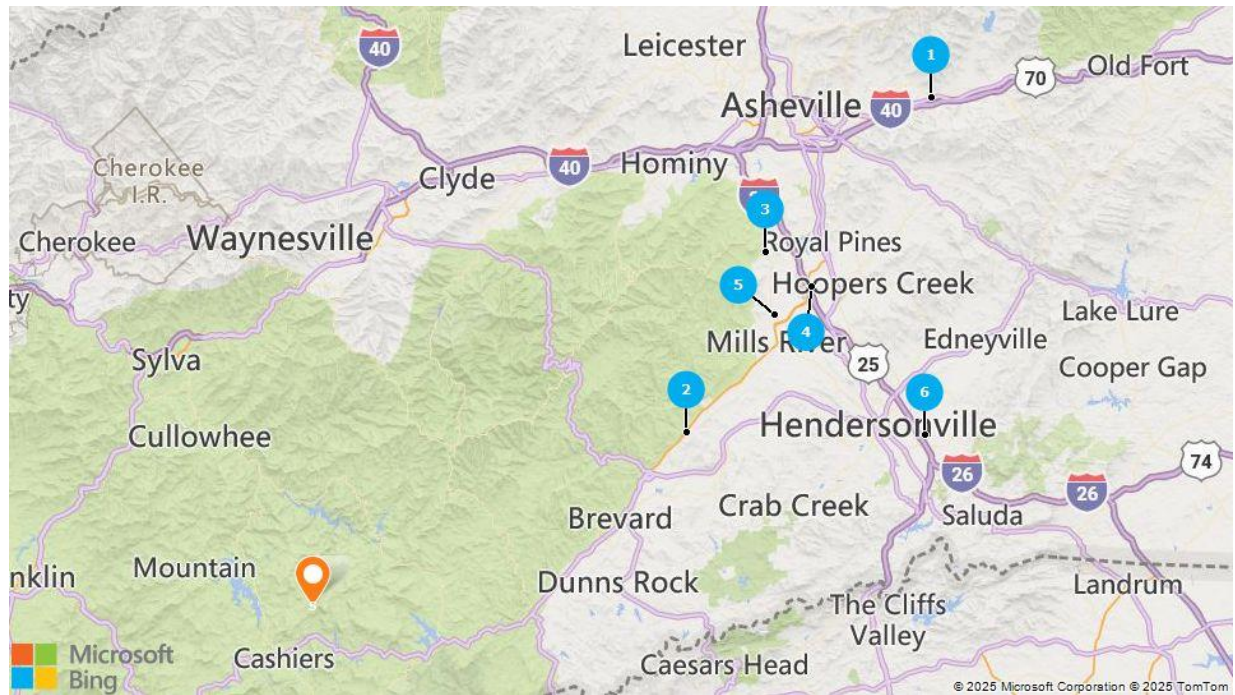 Leicester
40
1
Old Fort
70
Asheville
40
Cherokee
I.R.
Clyde
40
Hominy
3
Royal Pines
Cherokee
Waynesville
5
Hoopers Creek
ty
Lake Lure
4
Mills River
Edneyville
Sylva
25
Cooper Gap
2
6
Cullowhee
Hendersonville
74
26
26
Brevard
Crab Creek
Saluda
nklin
Mountain
Dunns Rock
Landrum
The Cliffs
Valley
Cashiers
Caesars Head
Microsoft
Bing
© 2025 Microsoft Corporation © 2025 TomTom